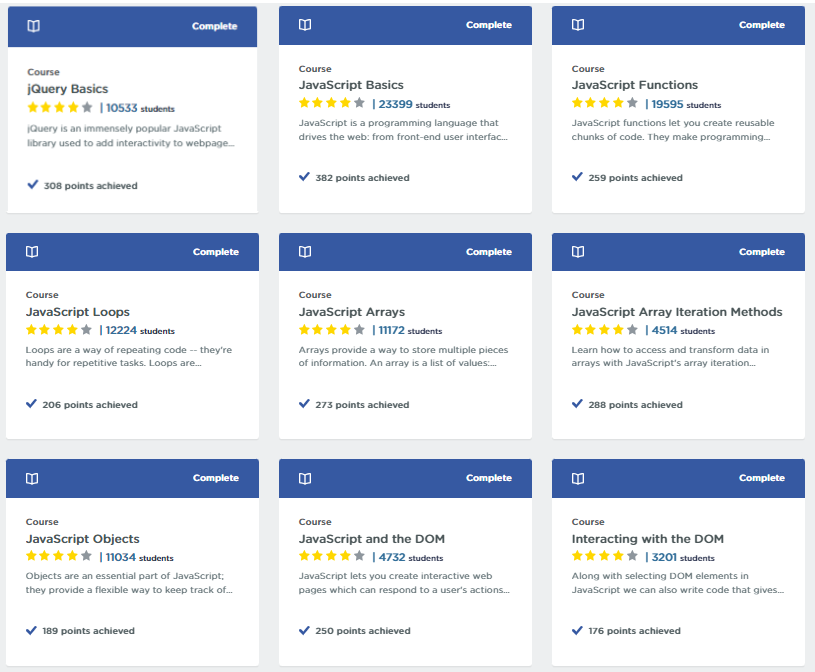 Complete
Course
jQuery Basics
| 10533 students
jQuery is an immensely popular JavaScript
library used to add interactivity to webpage...
308 points achieved
Complete
Course
JavaScript Basics
| 23399 students
JavaScript is a programming language that
drives the web: from front-end user interfac...
382 points achieved
Complete
Course
JavaScript Functions
| 19595 students
JavaScript functions let you create reusable
chunks of code. They make programming...
259 points achieved
Complete
Course
JavaScript Loops
| 12224 students
Loops are a way of repeating code -- they're
handy for repetitive tasks. Loops are...
206 points achieved
Complete
Course
JavaScript Arrays
| 11172 students
Arrays provide a way to store multiple pieces
of information. An array is a list of values:...
273 points achieved
Complete
Course
JavaScript Array Iteration Methods
| 4514 students
Learn how to access and transform data in
arrays with JavaScript's array iteration...
288 points achieved
Complete
Course
JavaScript Objects
| 11034 students
Objects are an essential part of JavaScript;
they provide a flexible way to keep track of...
189 points achieved
Complete
Course
JavaScript and the DOM
| 4732 students
JavaScript lets you create interactive web
pages which can respond to a user's actions...
250 points achieved
Complete
Course
Interacting with the DOM
| 3201 students
Along with selecting DOM elements in
JavaScript we can also write code that gives...
176 points achieved